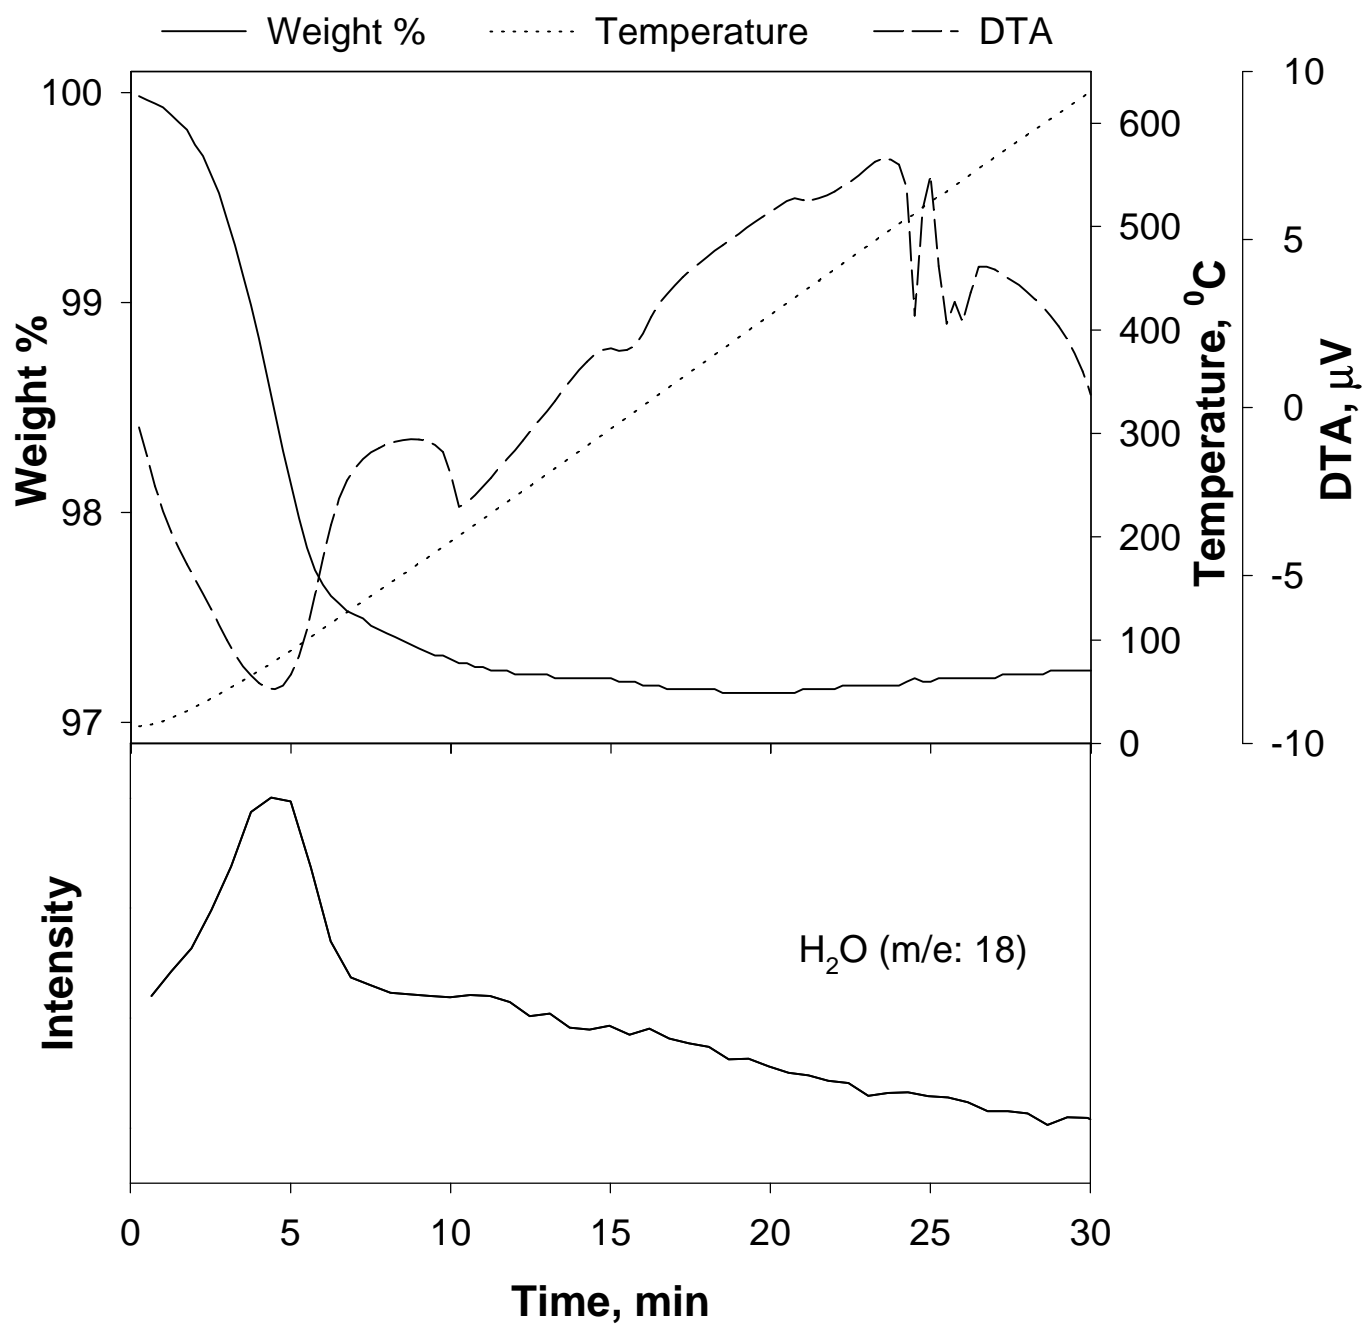 Weight % Temperature DTA
100
99
98
97
Weight %
600
500
400
300
200
100
0
Temperature, ⁰C
10
5
0
-5
-10
DTA, μV
Intensity
H₂O (m/e: 18)
0 5 10 15 20 25 30
Time, min